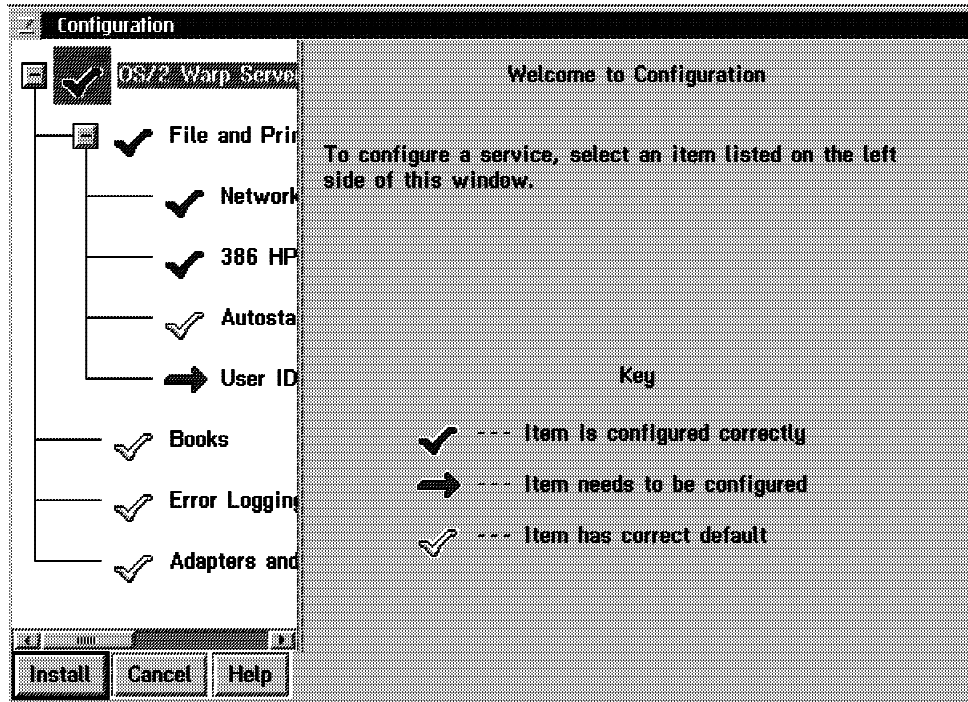 Configuration
OS/2 Warp Serve
File and Prin
Network
386 HP
Autosta
User ID
Books
Error Logging
Adapters and
Install Cancel Help
Welcome to Configuration
To configure a service, select an item listed on the left
side of this window.
Key
--- Item is configured correctly
--- Item needs to be configured
--- Item has correct default